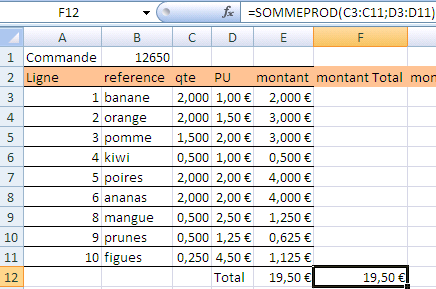 F12 fx =SOMMEPROD(C3:C11;D3:D11)
A B C D E F
1 Commande 12650
2 Ligne reference qte PU montant montant Total mon
3 1 banane 2,000 1,00 € 2,000 €
4 2 orange 2,000 1,50 € 3,000 €
5 3 pomme 1,500 2,00 € 3,000 €
6 4 kiwi 0,500 1,00 € 0,500 €
7 5 poires 2,000 2,00 € 4,000 €
8 6 ananas 2,000 2,00 € 4,000 €
9 8 mangue 0,500 2,50 € 1,250 €
10 9 prunes 0,500 1,25 € 0,625 €
11 10 figues 0,250 4,50 € 1,125 €
12 Total 19,50 € 19,50 €